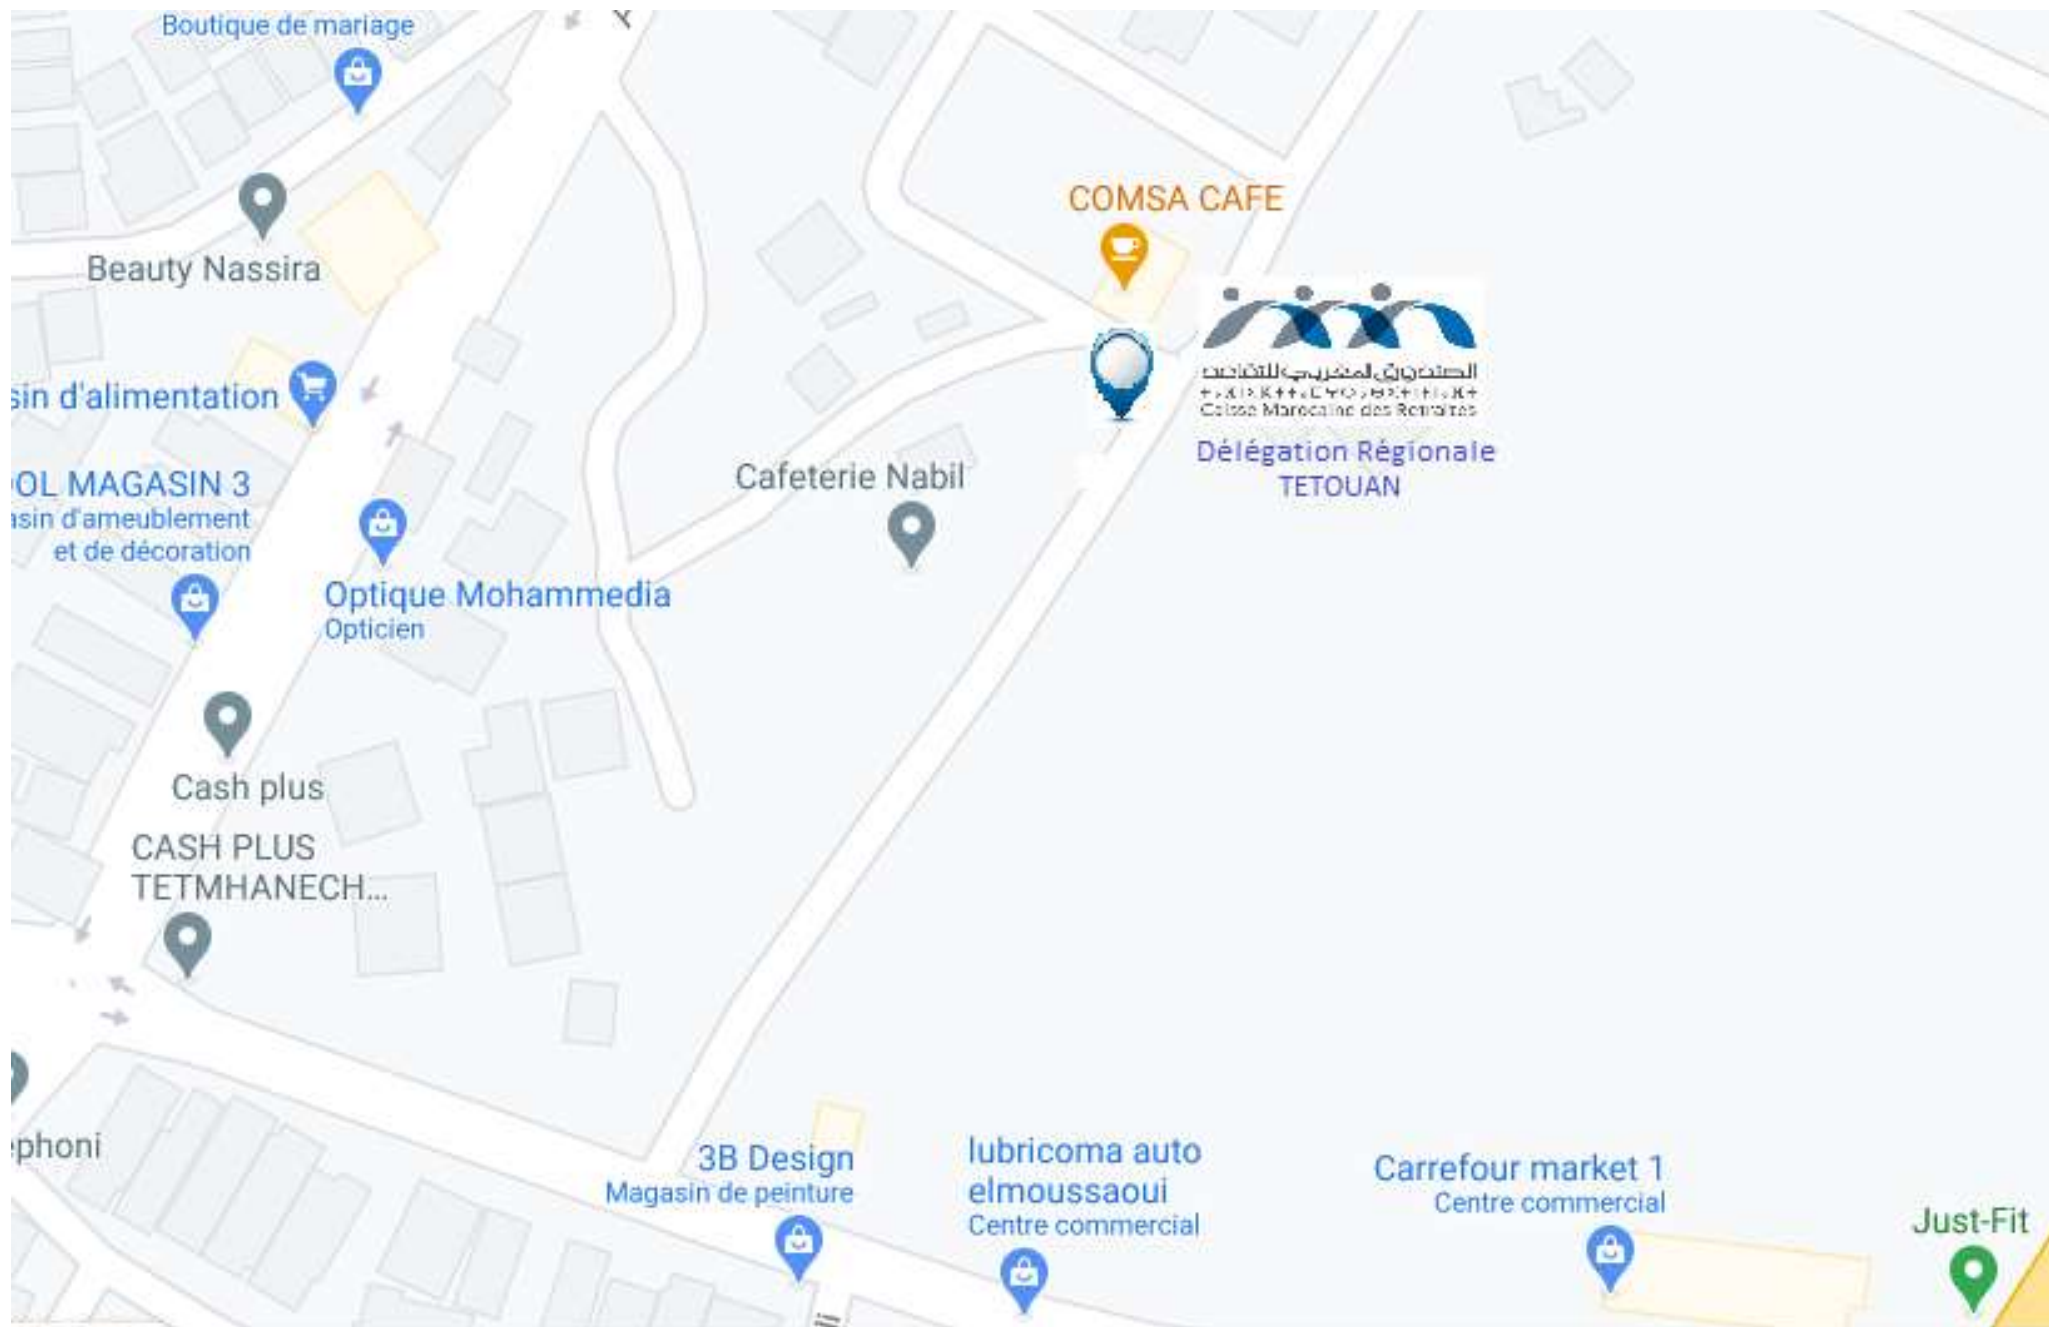 Boutique de mariage
COMSA CAFE
Beauty Nassira
sin d'alimentation
الصندوق المغربي للتقاعد
Caisse Marocaine des Retraites
Délégation Régionale
TETOUAN
Cafeterie Nabil
OL MAGASIN 3
asin d'ameublement
et de décoration
Optique Mohammedia
Opticien
Cash plus
CASH PLUS
TETMHANECH...
phoni
3B Design
Magasin de peinture
lubricoma auto
elmoussaoui
Centre commercial
Carrefour market 1
Centre commercial
Just-Fit